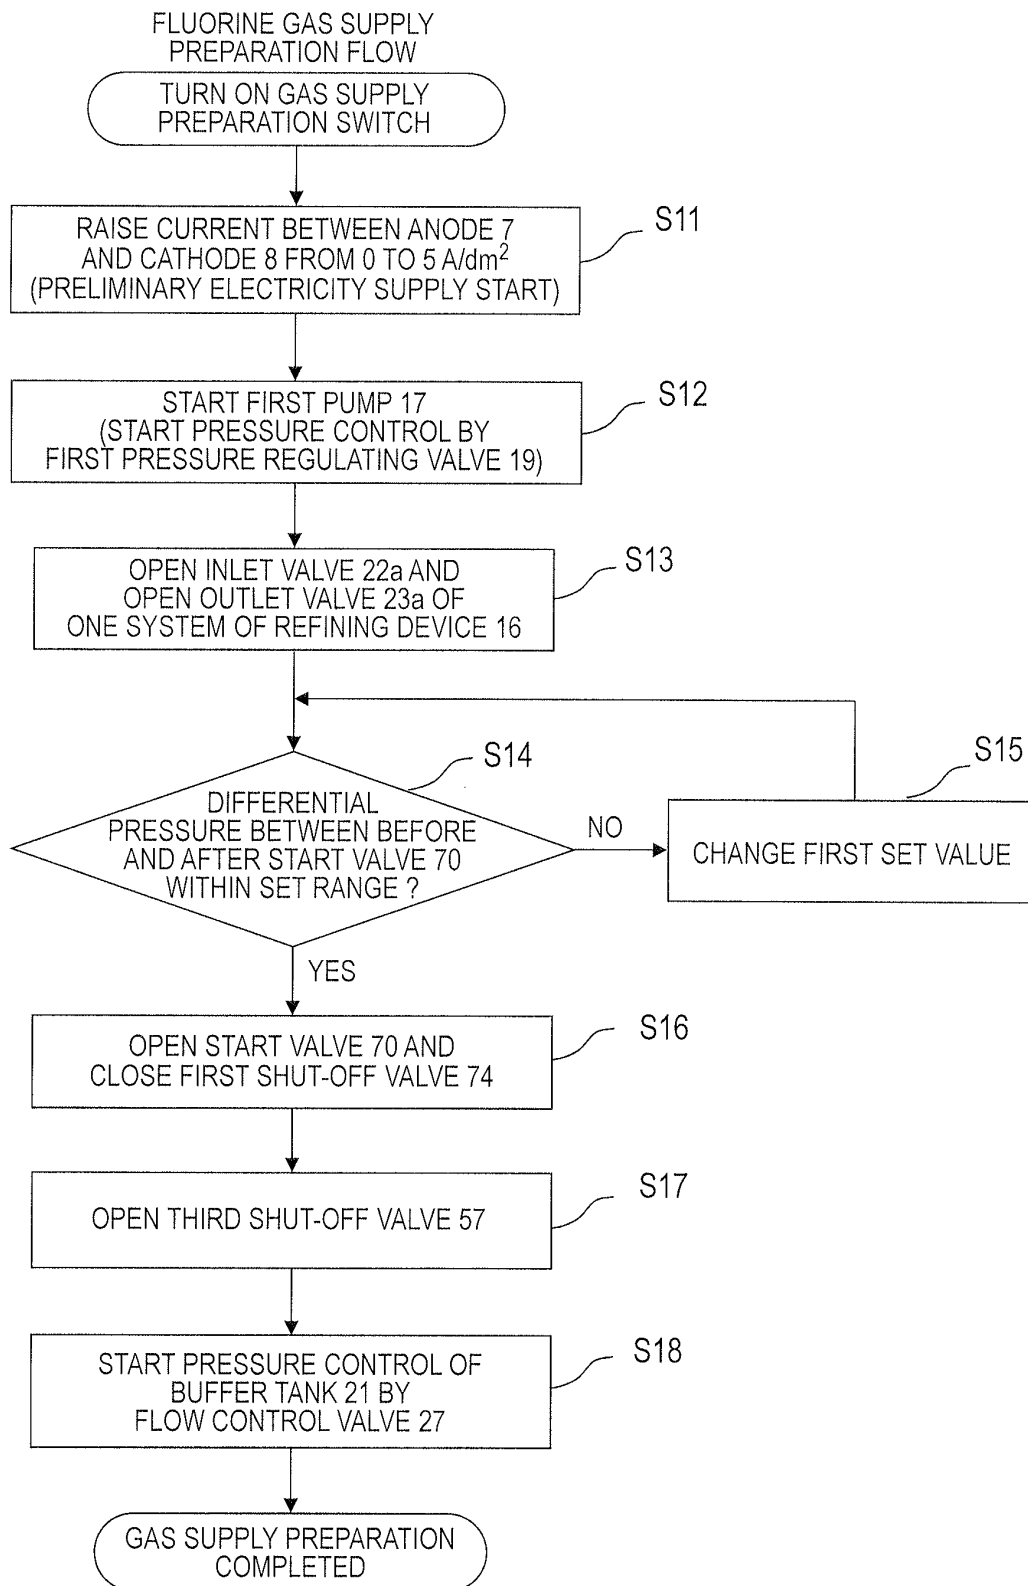 FLUORINE GAS SUPPLY
PREPARATION FLOW
TURN ON GAS SUPPLY
PREPARATION SWITCH
S11
RAISE CURRENT BETWEEN ANODE 7
AND CATHODE 8 FROM 0 TO 5 A/dm²
(PRELIMINARY ELECTRICITY SUPPLY START)
S12
START FIRST PUMP 17
(START PRESSURE CONTROL BY
FIRST PRESSURE REGULATING VALVE 19)
S13
OPEN INLET VALVE 22a AND
OPEN OUTLET VALVE 23a OF
ONE SYSTEM OF REFINING DEVICE 16
S14
DIFFERENTIAL
PRESSURE BETWEEN BEFORE
AND AFTER START VALVE 70
WITHIN SET RANGE ?
NO
S15
CHANGE FIRST SET VALUE
YES
S16
OPEN START VALVE 70 AND
CLOSE FIRST SHUT-OFF VALVE 74
S17
OPEN THIRD SHUT-OFF VALVE 57
S18
START PRESSURE CONTROL OF
BUFFER TANK 21 BY
FLOW CONTROL VALVE 27
GAS SUPPLY PREPARATION
COMPLETED